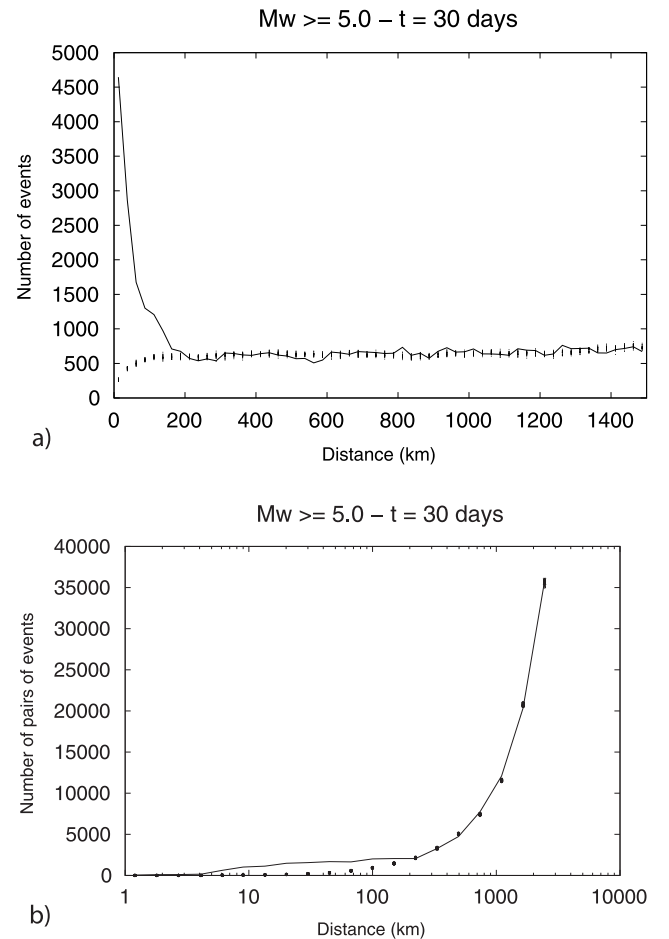 Mw >= 5.0 – t = 30 days
5000
4500
4000
3500
3000
2500
2000
1500
1000
500
0
Number of events
0 200 400 600 800 1000 1200 1400
Distance (km)
a)
Mw >= 5.0 – t = 30 days
40000
35000
30000
25000
20000
15000
10000
5000
0
Number of pairs of events
1 10 100 1000 10000
Distance (km)
b)